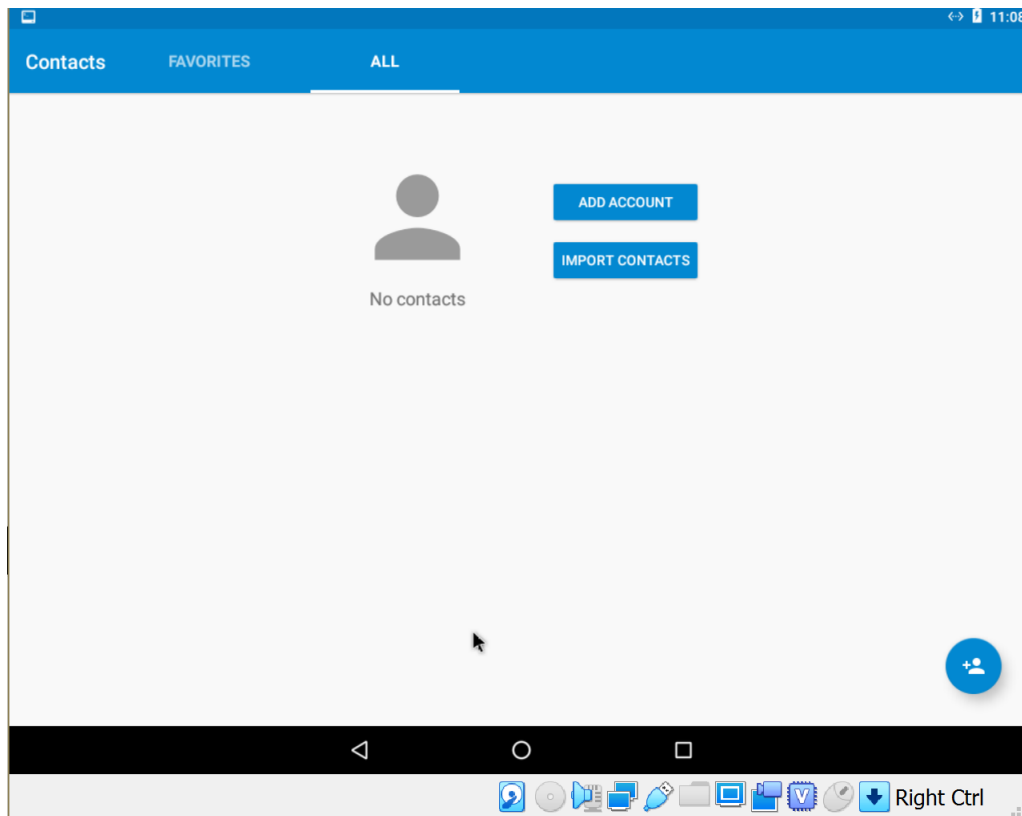 11:08
Contacts FAVORITES ALL
ADD ACCOUNT
IMPORT CONTACTS
No contacts
V
Right Ctrl